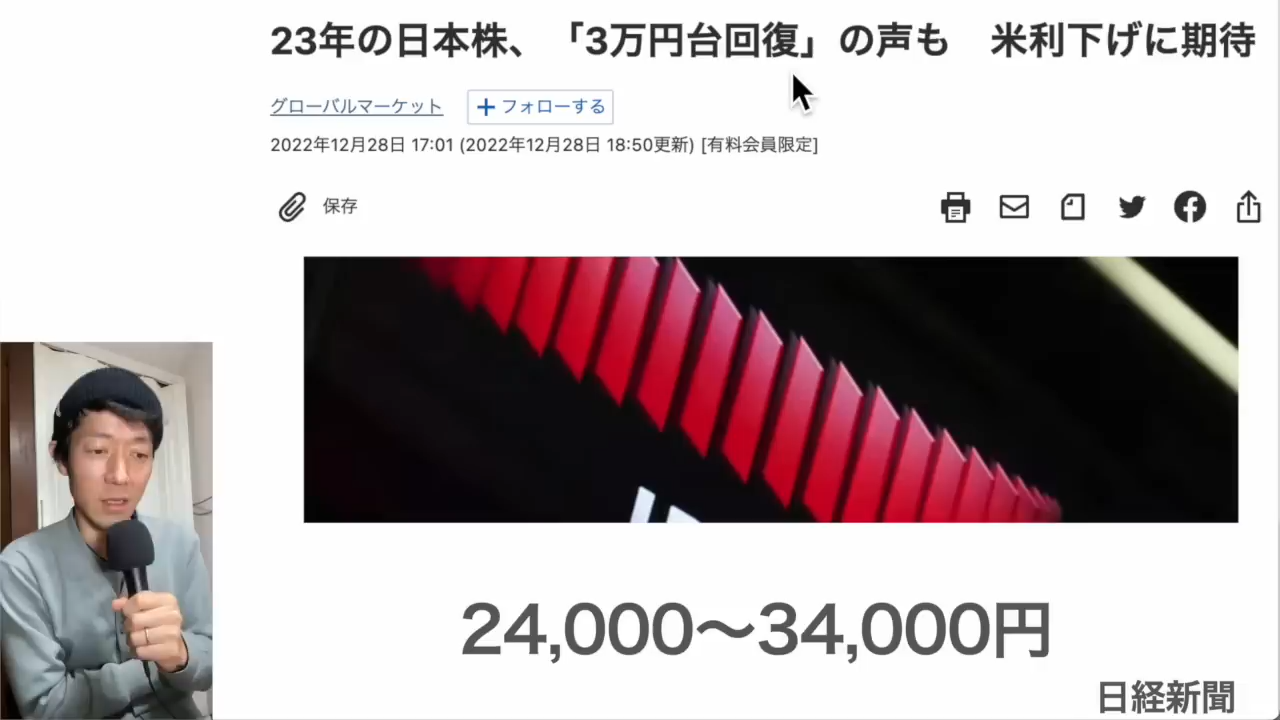 23年の日本株、「3万円台回復」の声も　米利下げに期待
グローバルマーケット
+ フォローする
2022年12月28日 17:01 (2022年12月28日 18:50更新) [有料会員限定]
保存
24,000〜34,000円
日経新聞